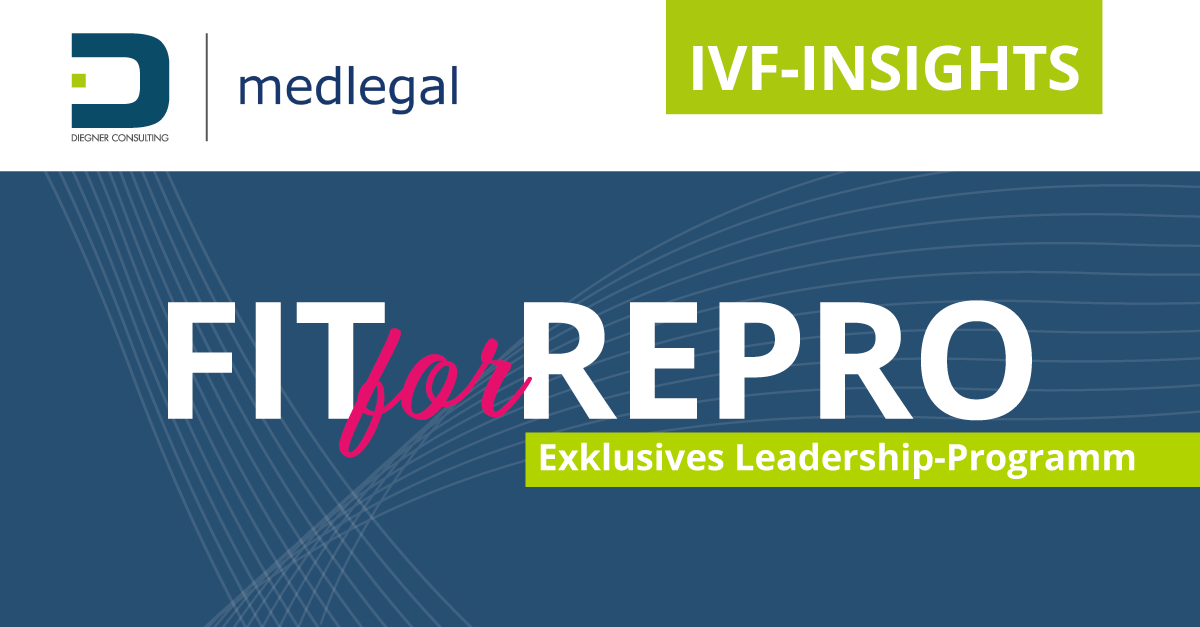 DIEGNER CONSULTING
medlegal
IVF-INSIGHTS
FIT for REPRO
Exklusives Leadership-Programm